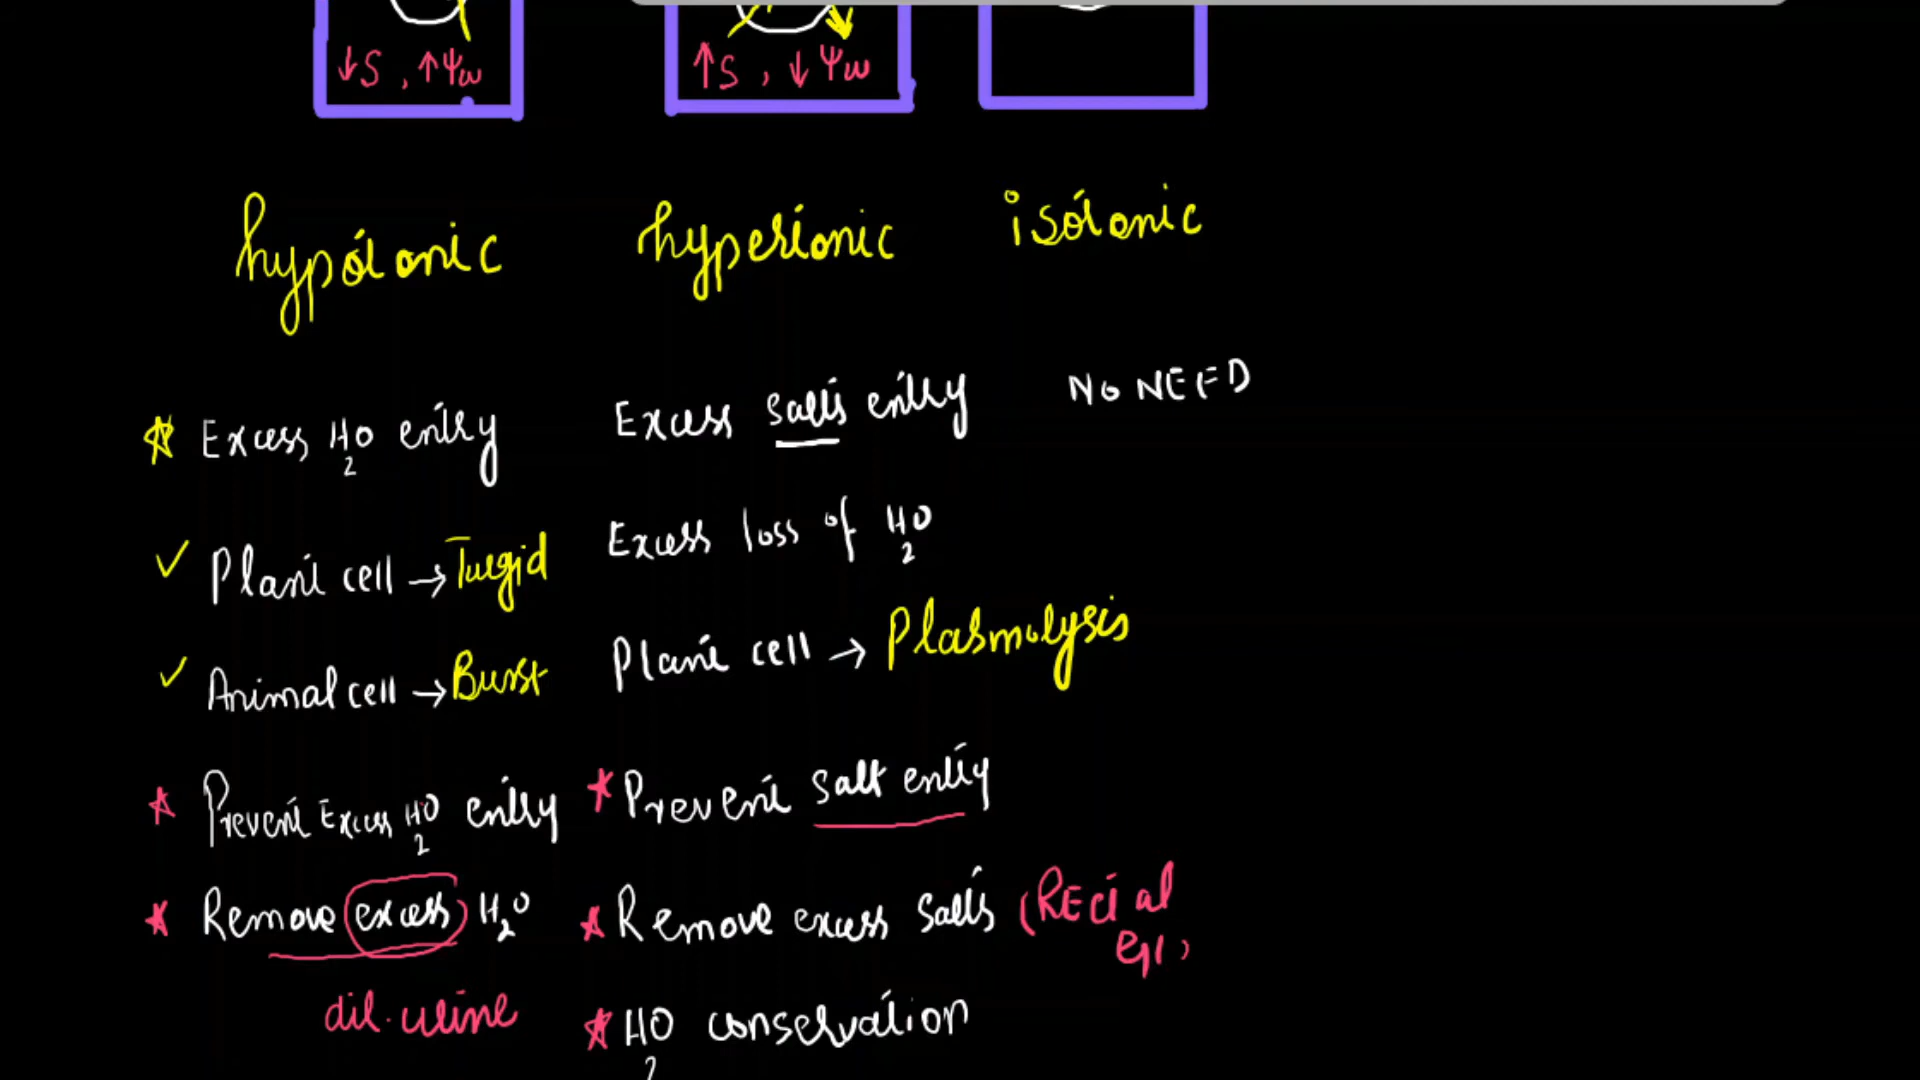 ↓S, ↑Ψw
↑S, ↓Ψw
hypotonic
hypertonic
isotonic
Excess H2O entry
Excess salts entry
NO NEED
Plant cell → Turgid
Excess loss of H2O
Animal cell → Burst
Plant cell → Plasmolysis
Prevent Excess H2O entry
Prevent salt entry
Remove excess H2O
Remove excess salts (Rectal
dil. urine
H2O conservation